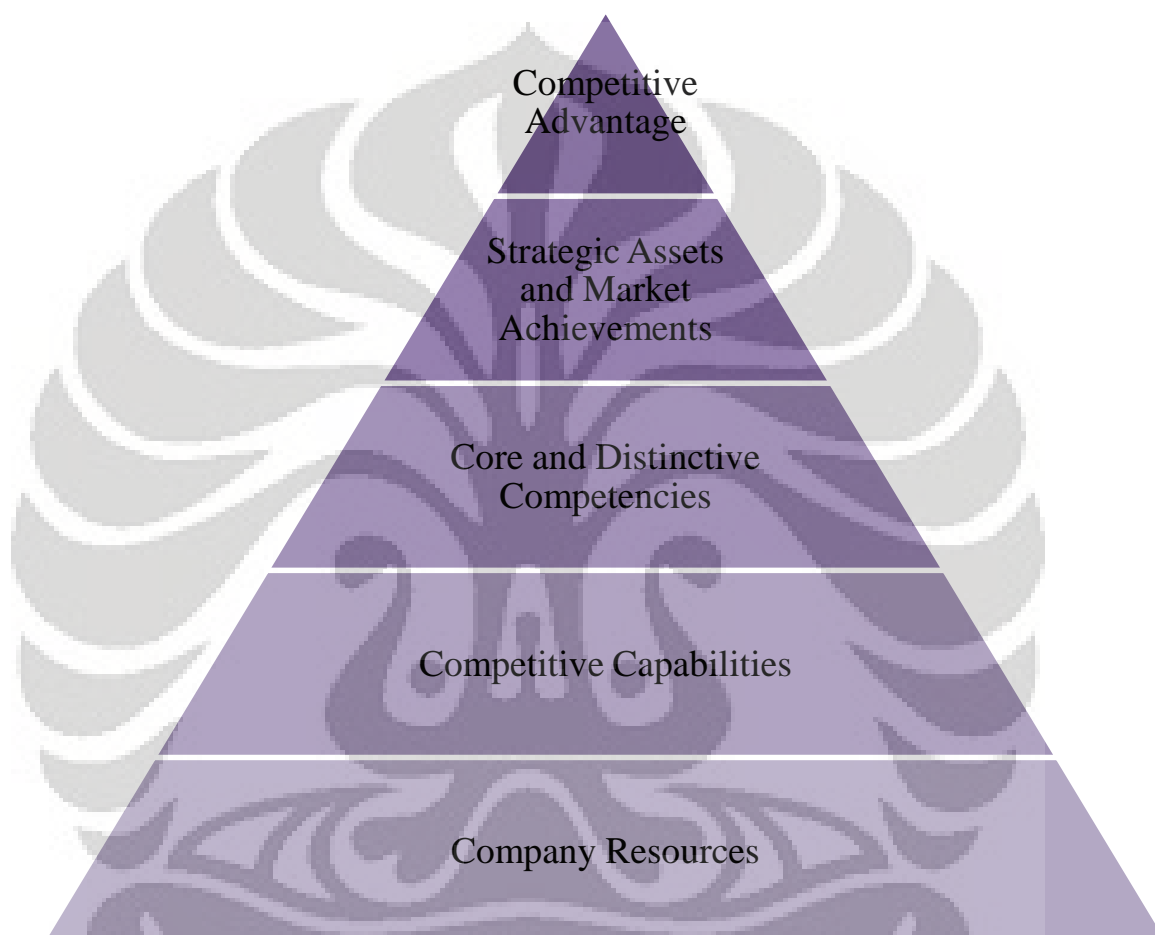 Competitive
Advantage
Strategic Assets
and Market
Achievements
Core and Distinctive
Competencies
Competitive Capabilities
Company Resources